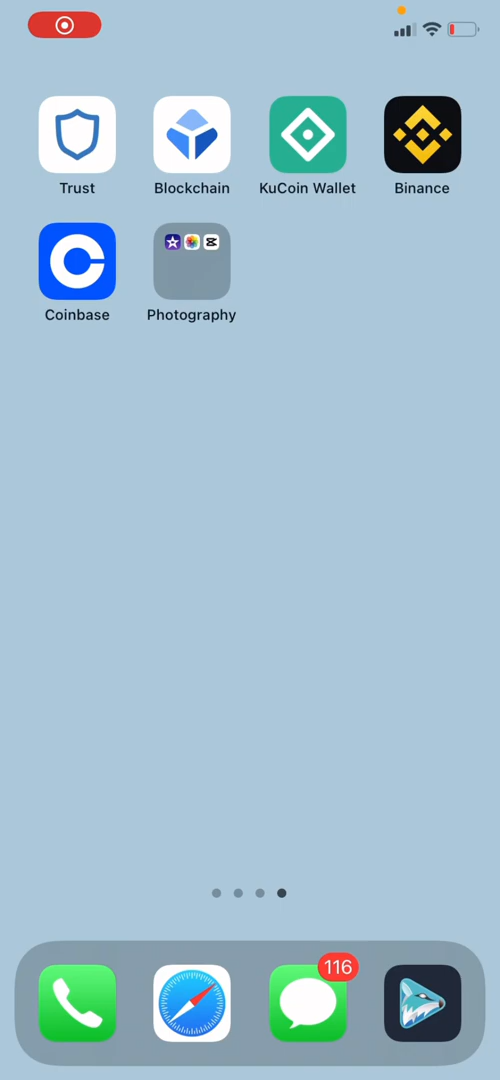 Trust
Blockchain
KuCoin Wallet
Binance
Coinbase
Photography
116